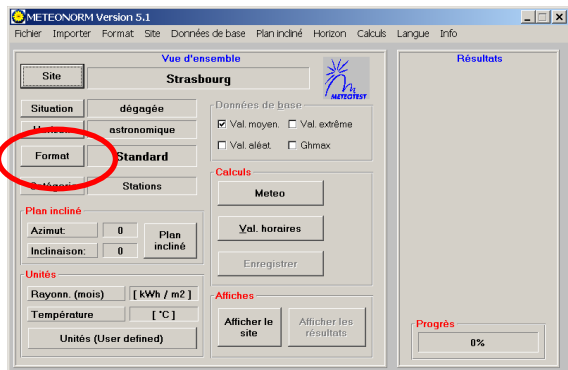 METEONORM Version 5.1
Fichier Importer Format Site Données de base Plan incliné Horizon Calculs Langue Info
Vue d'ensemble
Résultats
Site Strasbourg
METEOTEST
Situation dégagée
Données de base
Horizon astronomique
Val. moyen. Val. extrême
Format Standard
Val. aléat. Ghmax
Catégorie Stations
Calculs
Meteo
Plan incliné
Azimut: 0
Plan incliné
Val. horaires
Inclinaison: 0
Enregistrer
Unités
Rayonn. (mois) [ kWh / m2 ]
Affiches
Température [ °C ]
Afficher le site
Afficher les résultats
Progrès
Unités (User defined)
0%